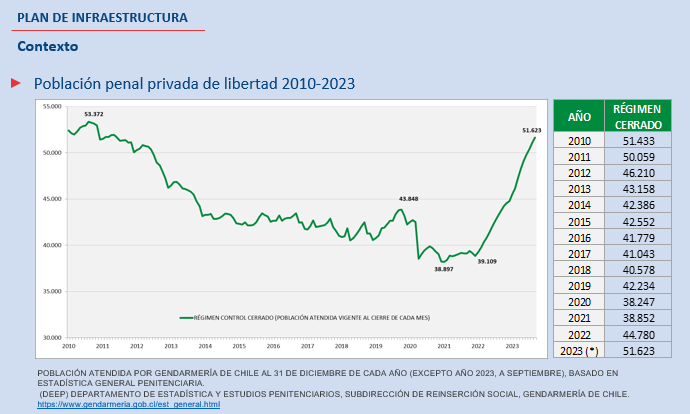 PLAN DE INFRAESTRUCTURA
Contexto
Población penal privada de libertad 2010-2023
55.000
50.000
45.000
40.000
35.000
30.000
53.372
43.848
38.897
39.109
51.623
RÉGIMEN CONTROL CERRADO (POBLACIÓN ATENDIDA VIGENTE AL CIERRE DE CADA MES)
2010 2011 2012 2013 2014 2015 2016 2017 2018 2019 2020 2021 2022 2023
AÑO RÉGIMEN CERRADO
2010 51.433
2011 50.059
2012 46.210
2013 43.158
2014 42.386
2015 42.552
2016 41.779
2017 41.043
2018 40.578
2019 42.234
2020 38.247
2021 38.852
2022 44.780
2023 (*) 51.623
POBLACIÓN ATENDIDA POR GENDARMERÍA DE CHILE AL 31 DE DICIEMBRE DE CADA AÑO (EXCEPTO AÑO 2023, A SEPTIEMBRE), BASADO EN
ESTADÍSTICA GENERAL PENITENCIARIA.
(DEEP) DEPARTAMENTO DE ESTADÍSTICA Y ESTUDIOS PENITENCIARIOS, SUBDIRECCIÓN DE REINSERCIÓN SOCIAL, GENDARMERÍA DE CHILE.
https://www.gendarmeria.gob.cl/est_general.html